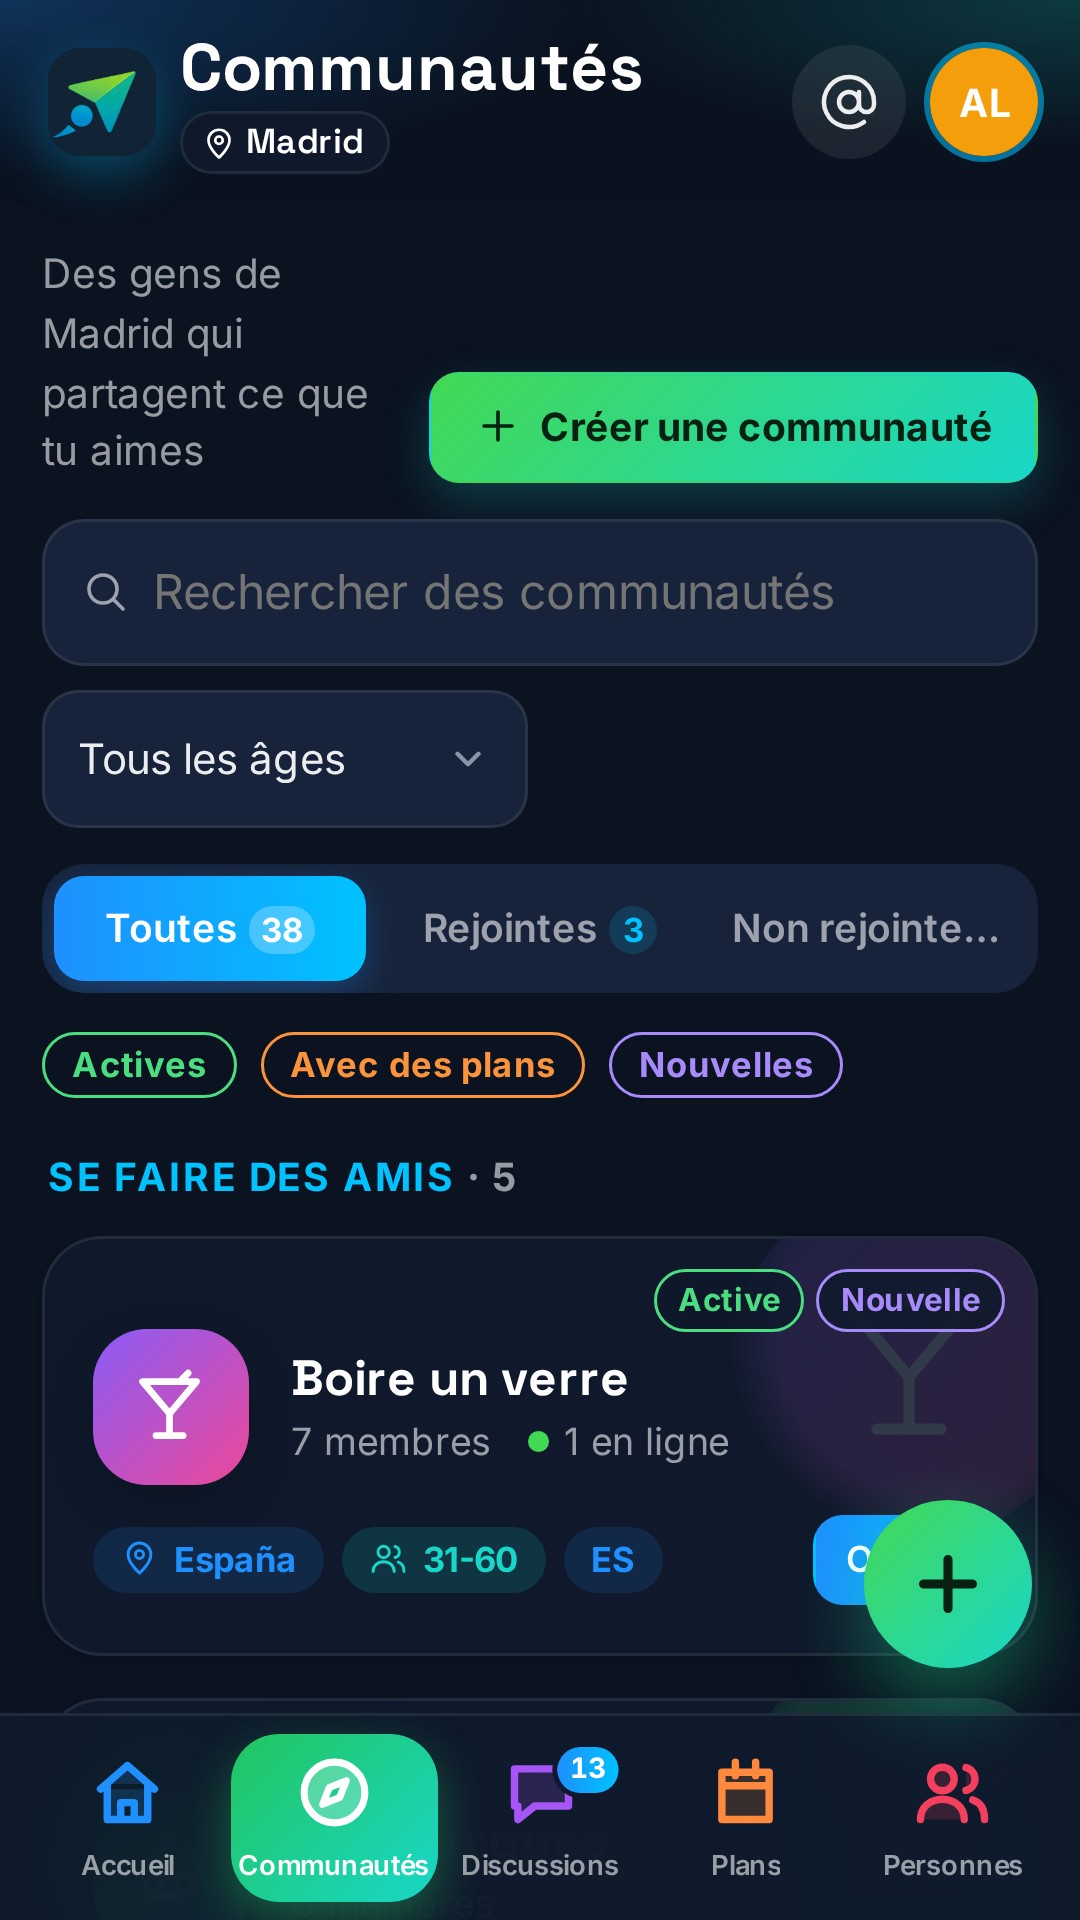 Communautés
Madrid
AL
Des gens de
Madrid qui
partagent ce que
tu aimes
+ Créer une communauté
Rechercher des communautés
Tous les âges
Toutes 38
Rejointes 3
Non rejointe...
Actives
Avec des plans
Nouvelles
SE FAIRE DES AMIS · 5
Active
Nouvelle
Boire un verre
7 membres
1 en ligne
España
31-60
ES
13
Accueil
Communautés
Discussions
Plans
Personnes